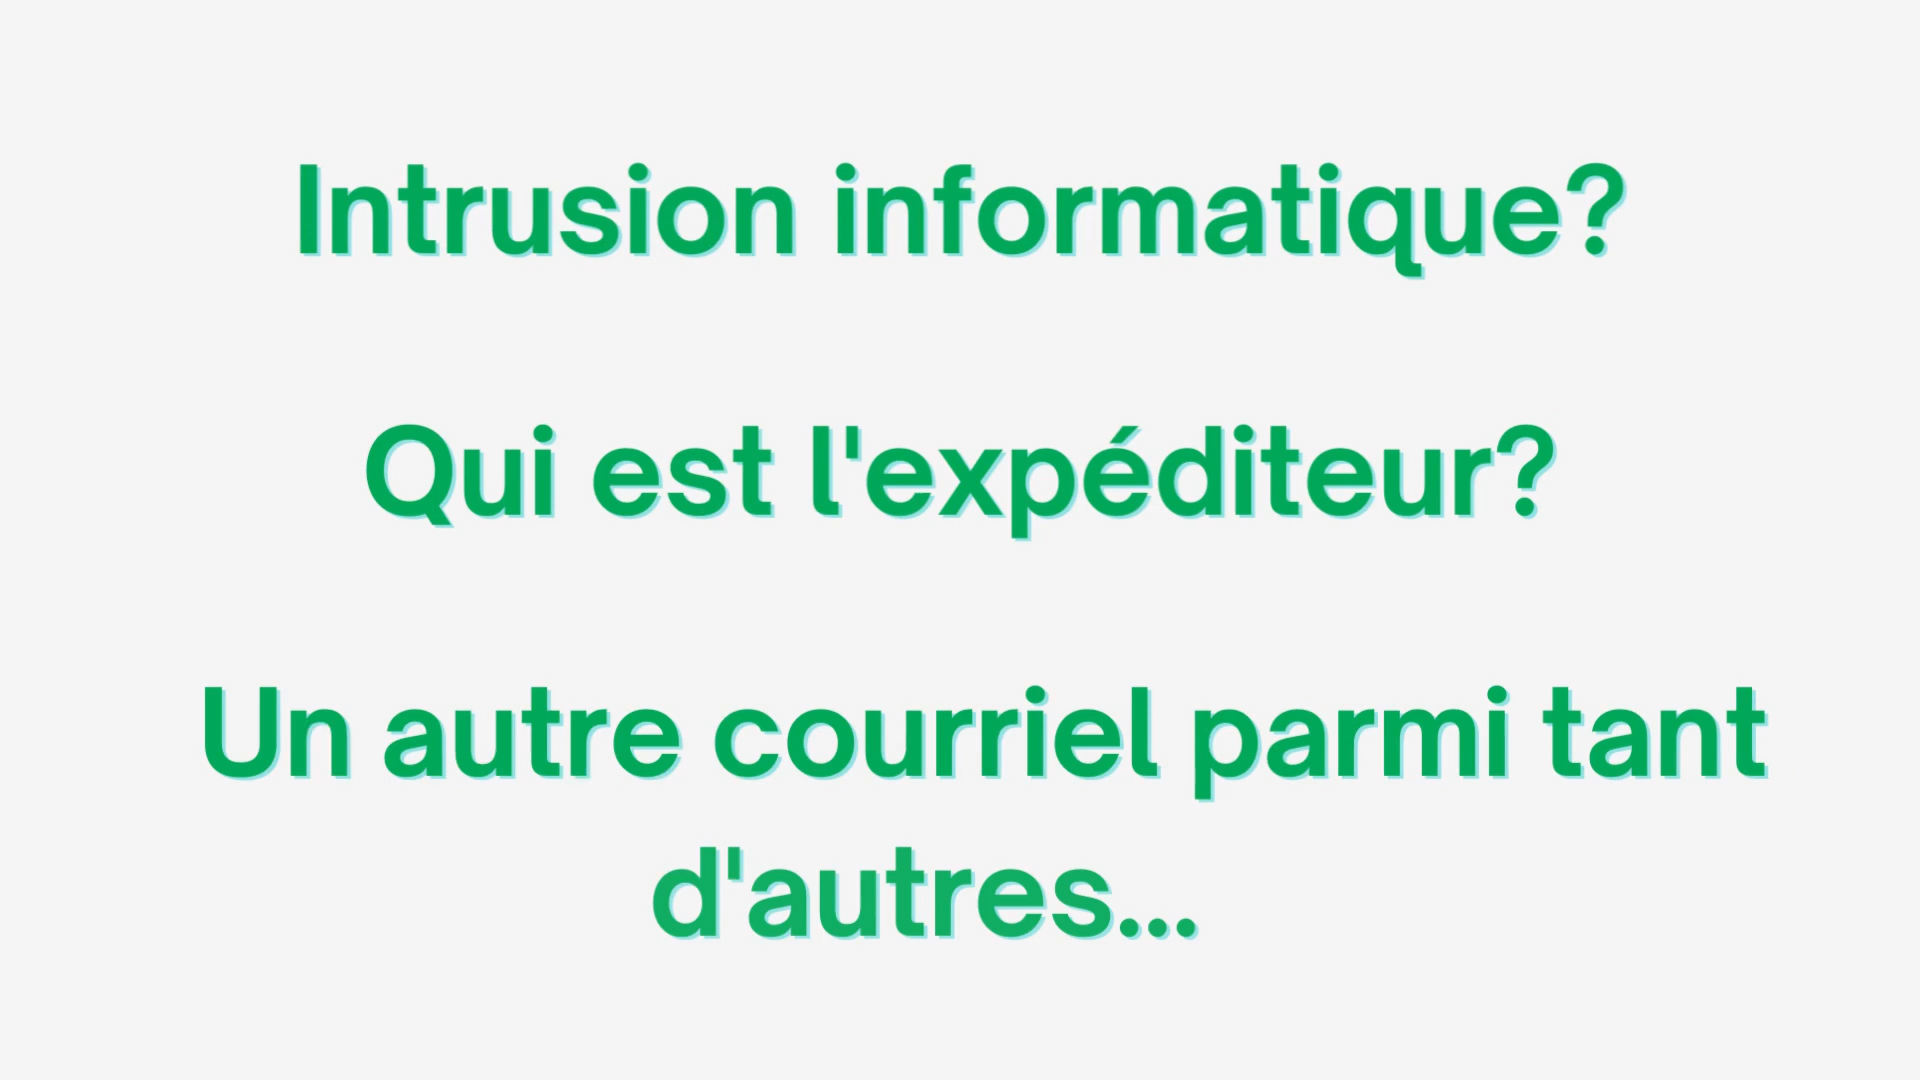 Intrusion informatique?
Qui est l'expéditeur?
Un autre courriel parmi tant
d'autres...